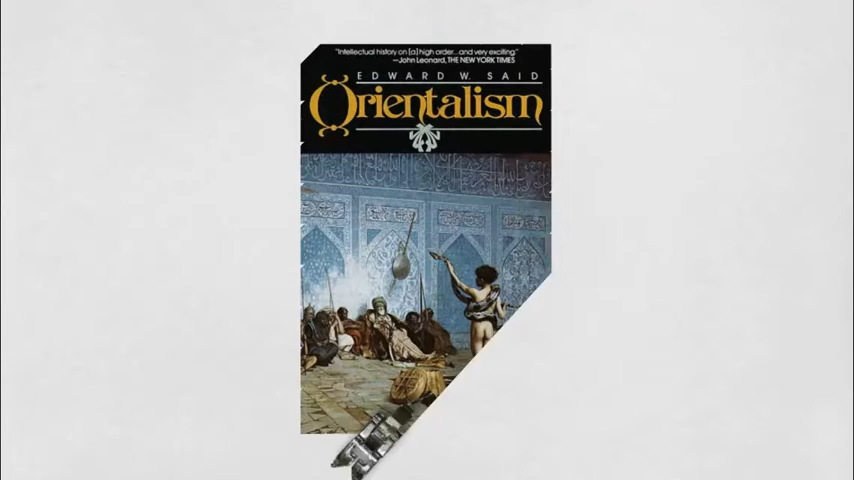 "Intellectual history on [a] high order...and very exciting."
—John Leonard, THE NEW YORK TIMES
EDWARD W. SAID
Orientalism